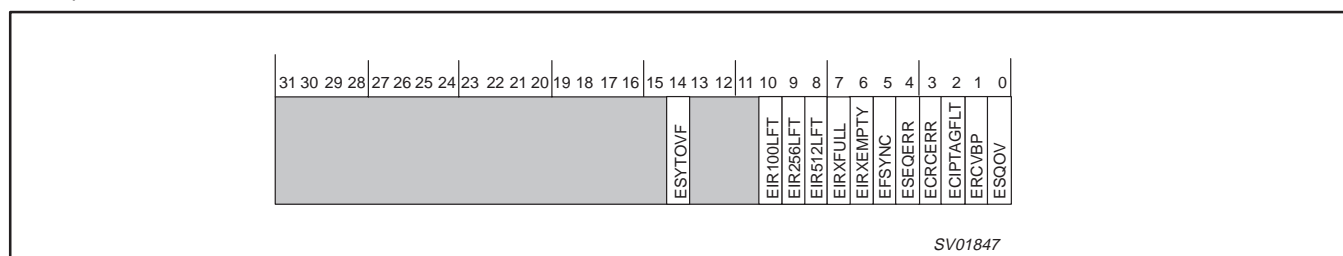 31 30 29 28 27 26 25 24 23 22 21 20 19 18 17 16 15 14 13 12 11 10 9 8 7 6 5 4 3 2 1 0
ESYTOVF
EIR100LFT
EIR256LFT
EIR512LFT
EIRXFULL
EIRXEMPTY
EFSYNC
ESEQERR
ECRCERR
ECIPTAGFLT
ERCVBP
ESQOV
SV01847